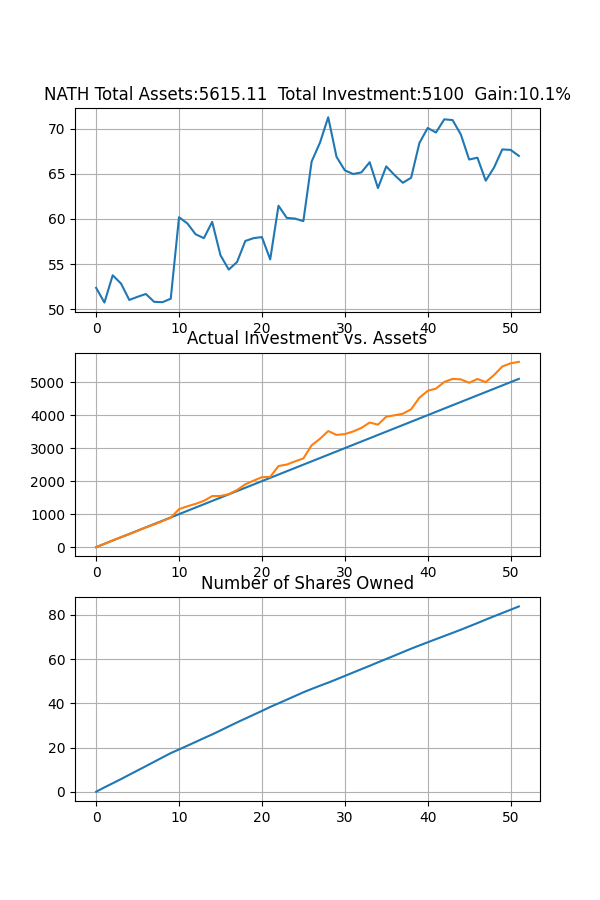 NATH Total Assets:5615.11  Total Investment:5100  Gain:10.1%
70
65
60
55
50
0 10 20 30 40 50
Actual Investment vs. Assets
5000
4000
3000
2000
1000
0
0 10 20 30 40 50
Number of Shares Owned
80
60
40
20
0
0 10 20 30 40 50